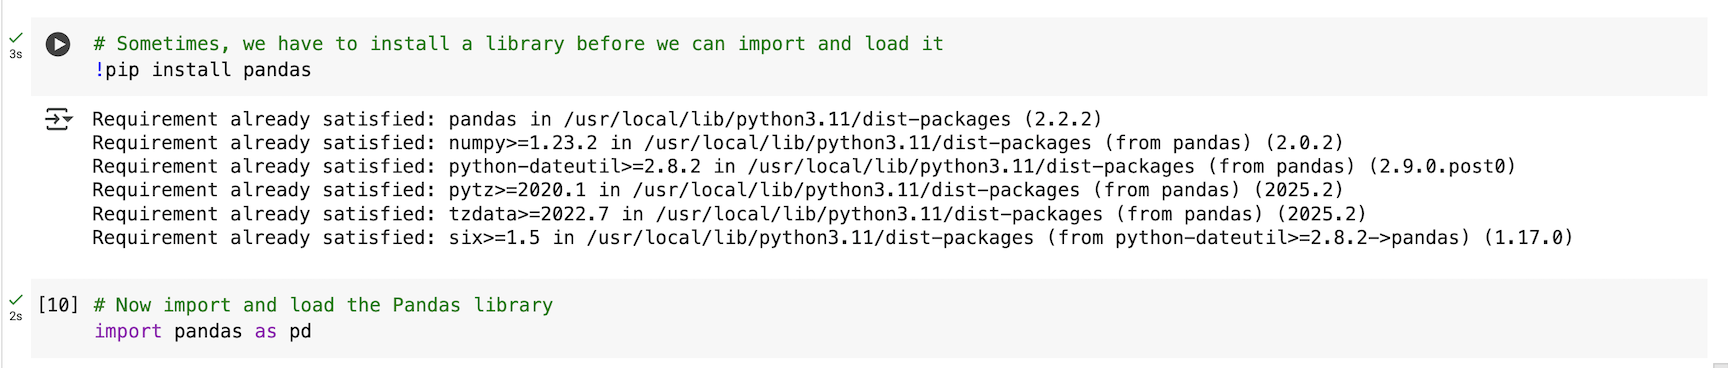 3s
# Sometimes, we have to install a library before we can import and load it
!pip install pandas
Requirement already satisfied: pandas in /usr/local/lib/python3.11/dist-packages (2.2.2)
Requirement already satisfied: numpy>=1.23.2 in /usr/local/lib/python3.11/dist-packages (from pandas) (2.0.2)
Requirement already satisfied: python-dateutil>=2.8.2 in /usr/local/lib/python3.11/dist-packages (from pandas) (2.9.0.post0)
Requirement already satisfied: pytz>=2020.1 in /usr/local/lib/python3.11/dist-packages (from pandas) (2025.2)
Requirement already satisfied: tzdata>=2022.7 in /usr/local/lib/python3.11/dist-packages (from pandas) (2025.2)
Requirement already satisfied: six>=1.5 in /usr/local/lib/python3.11/dist-packages (from python-dateutil>=2.8.2->pandas) (1.17.0)
2s
[10] # Now import and load the Pandas library
import pandas as pd